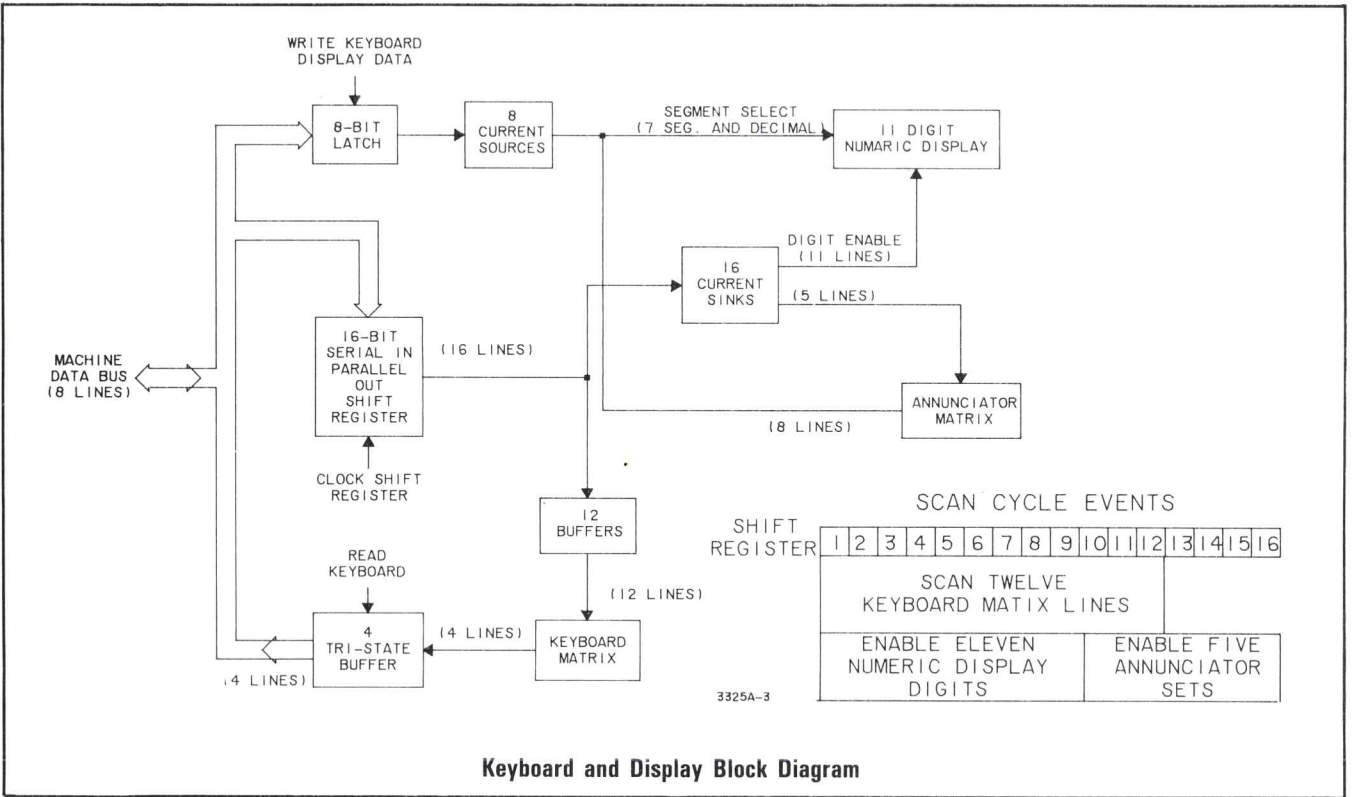 WRITE KEYBOARD
DISPLAY DATA
8-BIT
LATCH
8
CURRENT
SOURCES
SEGMENT SELECT
(7 SEG. AND DECIMAL)
11 DIGIT
NUMARIC DISPLAY
DIGIT ENABLE
(11 LINES)
16
CURRENT
SINKS
(5 LINES)
16-BIT
SERIAL IN
PARALLEL
OUT
SHIFT
REGISTER
(16 LINES)
MACHINE
DATA BUS
(8 LINES)
ANNUNCIATOR
MATRIX
(8 LINES)
CLOCK SHIFT
REGISTER
12
BUFFERS
READ
KEYBOARD
(12 LINES)
4
TRI-STATE
BUFFER
(4 LINES)
KEYBOARD
MATRIX
(4 LINES)
SCAN CYCLE EVENTS
SHIFT
REGISTER
1 2 3 4 5 6 7 8 9 10 11 12 13 14 15 16
SCAN TWELVE
KEYBOARD MATIX LINES
ENABLE ELEVEN
NUMERIC DISPLAY
DIGITS
ENABLE FIVE
ANNUNCIATOR
SETS
3325A-3
Keyboard and Display Block Diagram